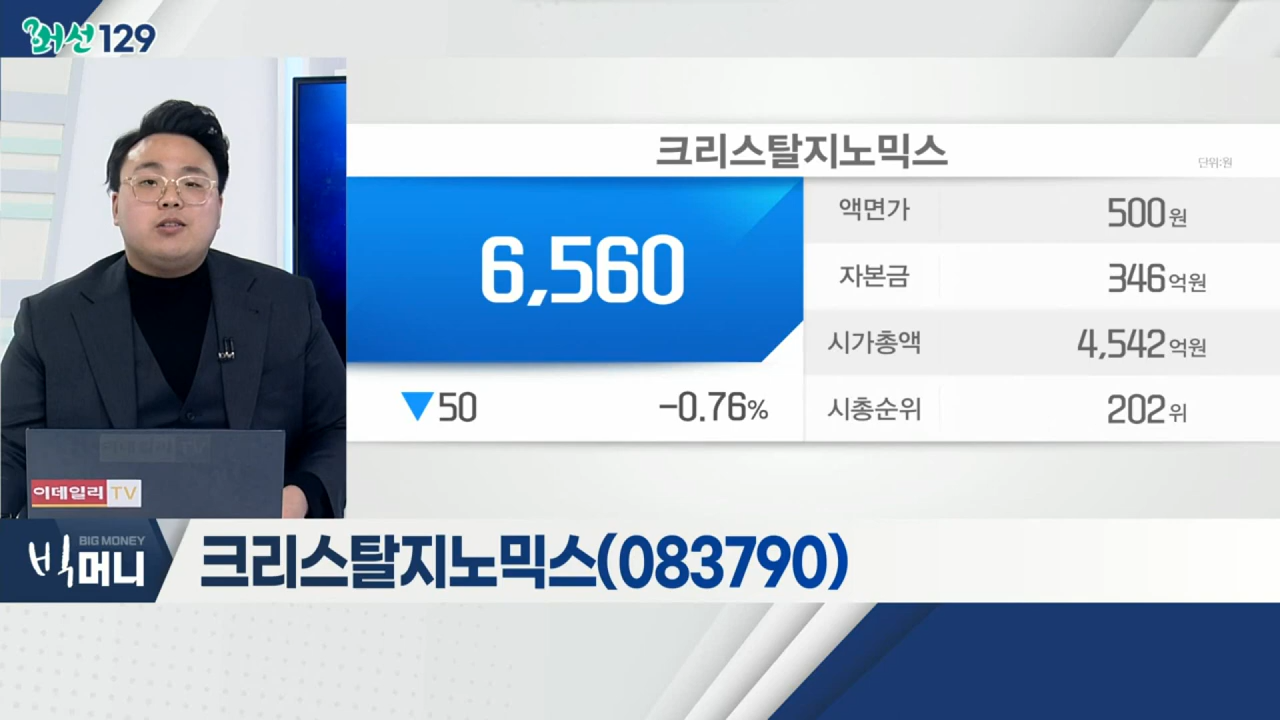 희선129
크리스탈지노믹스
단위:원
6,560
▼50
-0.76%
액면가
500원
자본금
346억원
시가총액
4,542억원
시총순위
202위
이데일리TV
BIG MONEY
빅머니
크리스탈지노믹스(083790)